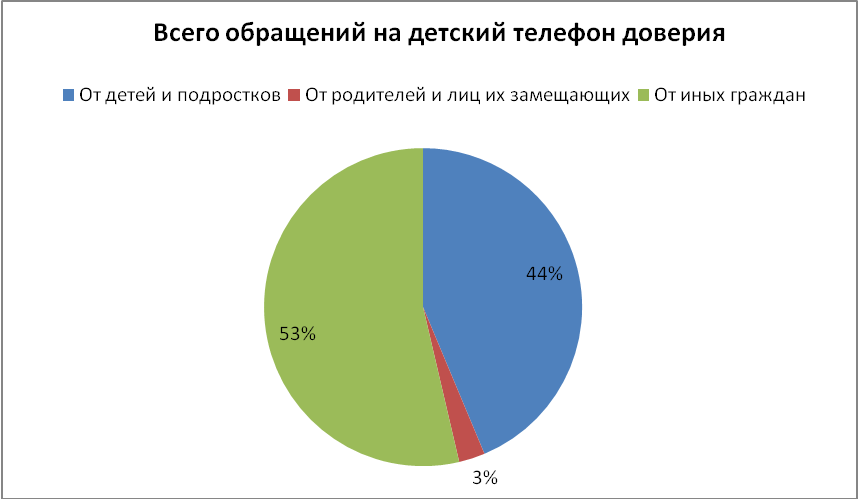 Всего обращений на детский телефон доверия
От детей и подростков От родителей и лиц их замещающих От иных граждан
44%
53%
3%